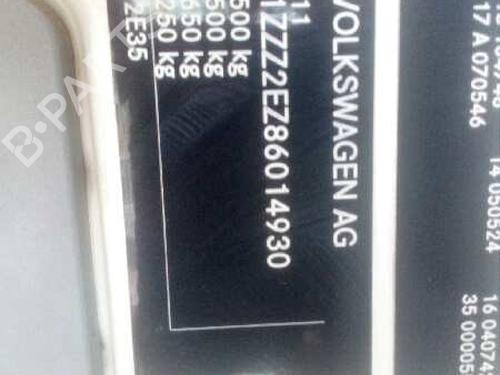 VOLKSWAGEN AG
11
1ZZZ2EZ86014930
500 kg
650 kg
500 kg
250 kg
2E35
17 A 070546
14 050524
16 04074
35 00005
B-PARTS